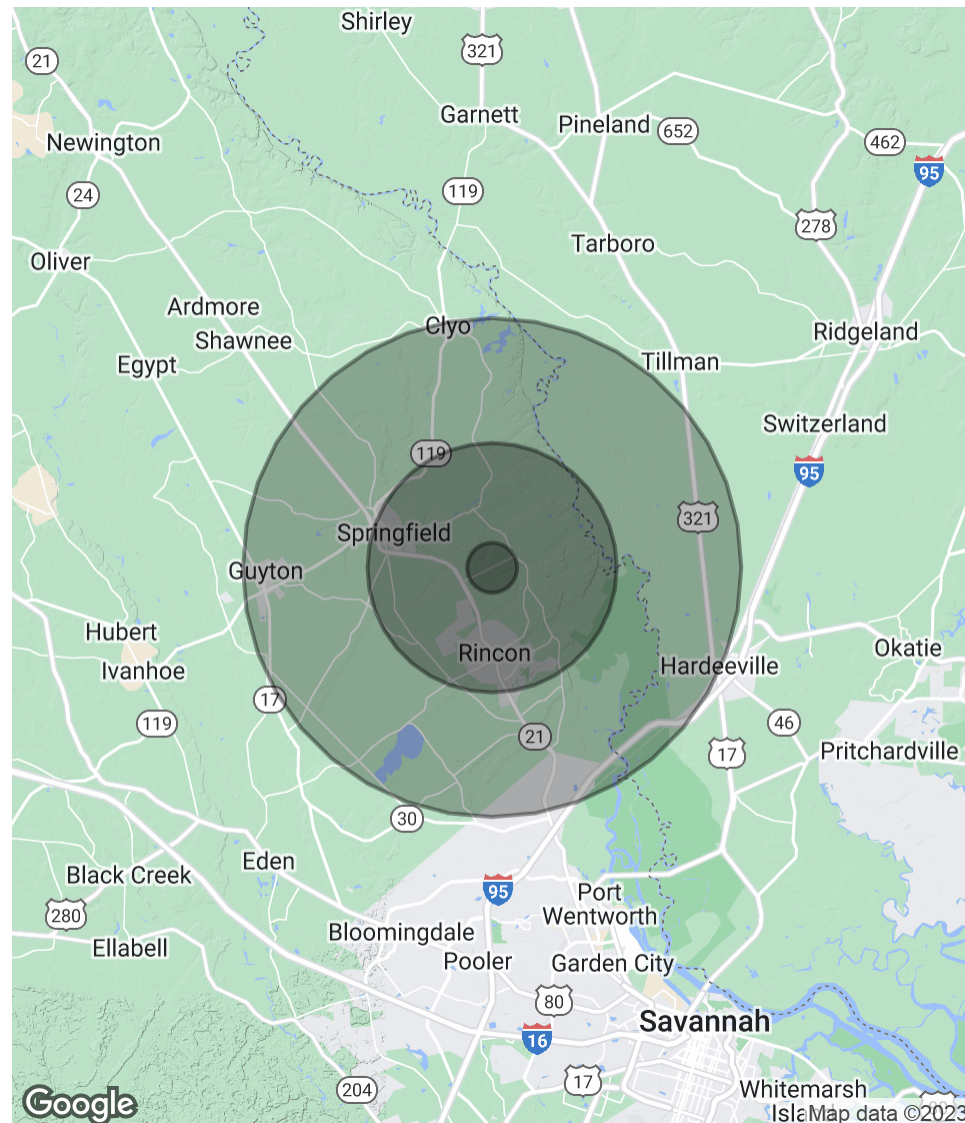 Shirley
321
21
Garnett
Pineland
652
Newington
462
95
119
24
278
Tarboro
Oliver
Ardmore
Clyo
Ridgeland
Shawnee
Egypt
Tillman
Switzerland
119
95
321
Springfield
Guyton
Hubert
Rincon
Okatie
Ivanhoe
Hardeeville
17
119
21
46
17
Pritchardville
30
Eden
Black Creek
95
Port
Wentworth
280
Bloomingdale
Ellabell
Pooler
Garden City
80
Savannah
16
17
204
Whitemarsh
Google
Map data ©2023